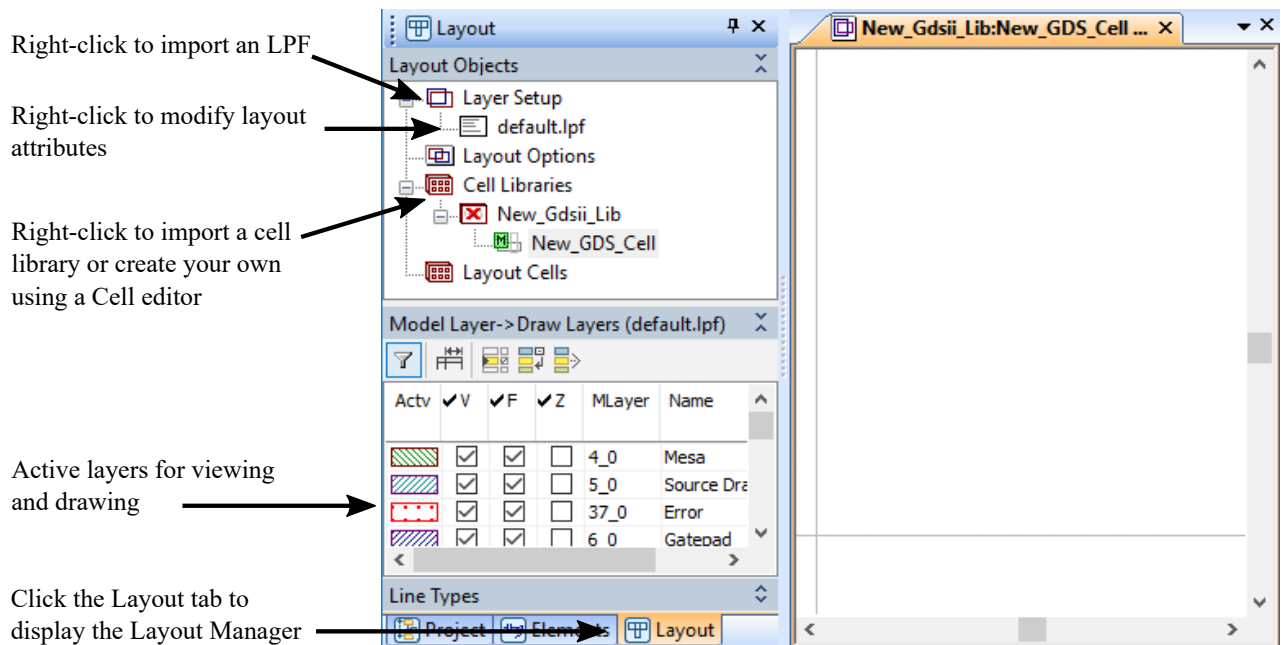 Right-click to import an LPF
Right-click to modify layout
attributes
Right-click to import a cell
library or create your own
using a Cell editor
Active layers for viewing
and drawing
Click the Layout tab to
display the Layout Manager
Layout
Layout Objects
Layer Setup
default.lpf
Layout Options
Cell Libraries
New_Gdsii_Lib
New_GDS_Cell
Layout Cells
Model Layer->Draw Layers (default.lpf)
Actv V F Z MLayer Name
4_0 Mesa
5_0 Source Dra
37_0 Error
6_0 Gatepad
Line Types
Project Elements Layout
New_Gdsii_Lib:New_GDS_Cell ...